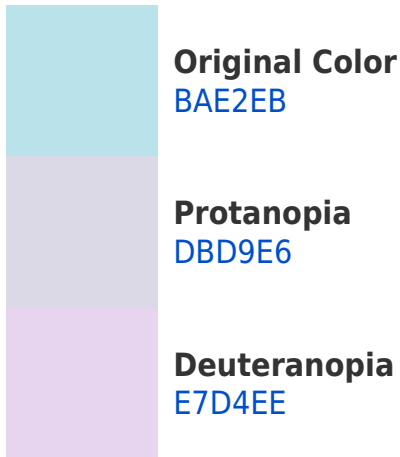 Original Color
BAE2EB
Protanopia
DBD9E6
Deuteranopia
E7D4EE